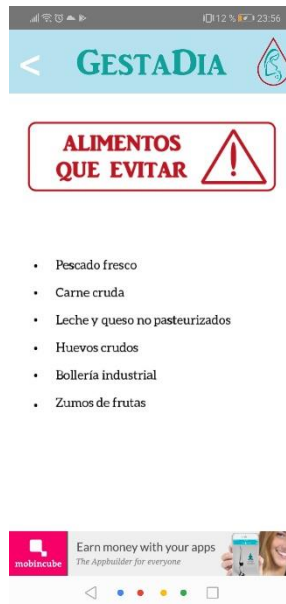 12 % 23:56
GESTADIA
ALIMENTOS
QUE EVITAR
• Pescado fresco
• Carne cruda
• Leche y queso no pasteurizados
• Huevos crudos
• Bollería industrial
• Zumos de frutas
Earn money with your apps
The Appbuilder for everyone
mobincube